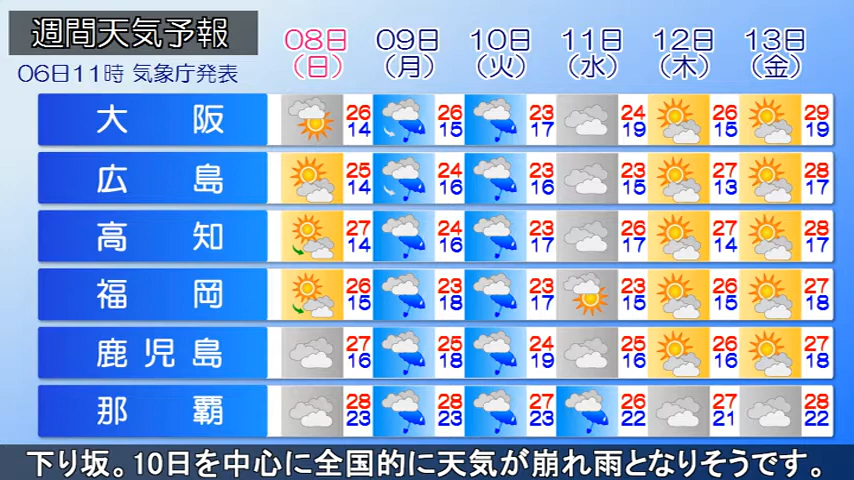 週間天気予報
06日11時 気象庁発表
08日 09日 10日 11日 12日 13日
(日) (月) (火) (水) (木) (金)
大阪 26 14 26 15 23 17 24 19 26 15 29 19
広島 25 14 24 16 23 16 23 15 27 13 28 17
高知 27 14 24 16 23 17 26 17 27 14 28 17
福岡 26 15 23 18 23 17 23 15 26 15 27 18
鹿児島 27 16 25 18 24 19 25 16 26 16 27 18
那覇 28 23 28 23 27 23 26 22 27 21 28 22
下り坂。10日を中心に全国的に天気が崩れ雨となりそうです。